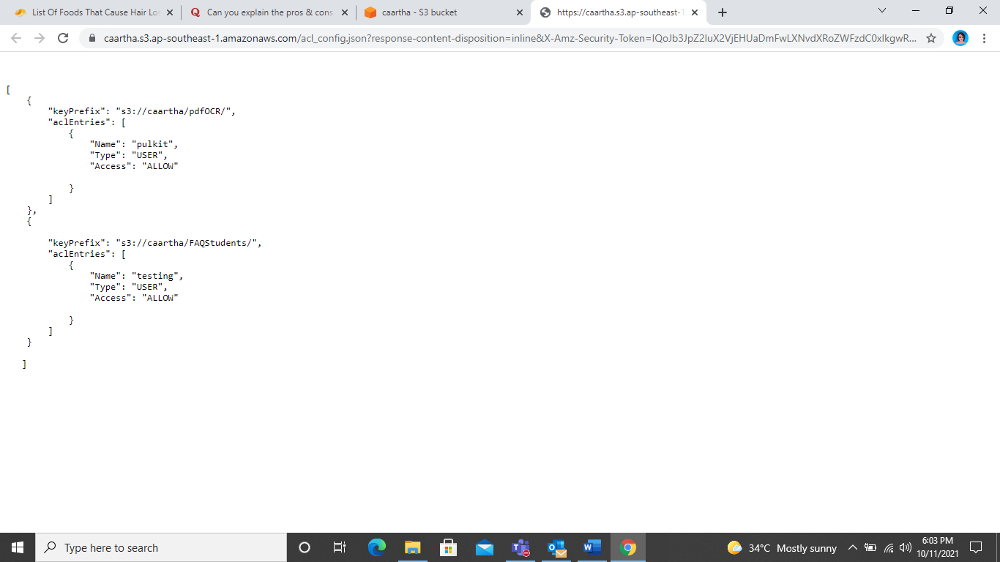 List Of Foods That Cause Hair Lo
Can you explain the pros & cons
caartha - S3 bucket
https://caartha.s3.ap-southeast-1
caartha.s3.ap-southeast-1.amazonaws.com/acl_config.json?response-content-disposition=inline&X-Amz-Security-Token=IQoJb3JpZ2luX2VjEHUaDmFwLXNvdXRoZWFzdC0xIkgwR...
[
{
"keyPrefix": "s3://caartha/pdfOCR/",
"aclEntries": [
{
"Name": "pulkit",
"Type": "USER",
"Access": "ALLOW"
}
]
},
{
"keyPrefix": "s3://caartha/FAQStudents/",
"aclEntries": [
{
"Name": "testing",
"Type": "USER",
"Access": "ALLOW"
}
]
}
]
Type here to search
34°C Mostly sunny
6:03 PM
10/11/2021